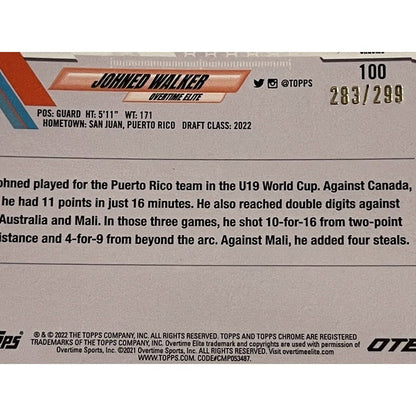 JOHNED WALKER
OVERTIME ELITE
@TOPPS
100
283/299
POS: GUARD HT: 5'11" WT: 171
HOMETOWN: SAN JUAN, PUERTO RICO DRAFT CLASS: 2022
ohned played for the Puerto Rico team in the U19 World Cup. Against Canada,
he had 11 points in just 16 minutes. He also reached double digits against
Australia and Mali. In those three games, he shot 10-for-16 from two-point
istance and 4-for-9 from beyond the arc. Against Mali, he added four steals.
PPS
® & © 2022 THE TOPPS COMPANY, INC. ALL RIGHTS RESERVED. TOPPS AND TOPPS CHROME ARE REGISTERED
TRADEMARKS OF THE TOPPS COMPANY, INC. Overtime Elite trademark and copyrights are used with permission of
Overtime Sports, Inc. ©2021 Overtime Sports, Inc. All Rights Reserved. Visit overtimeelite.com
WWW.TOPPS.COM. CODE#CMP053487.
OTE